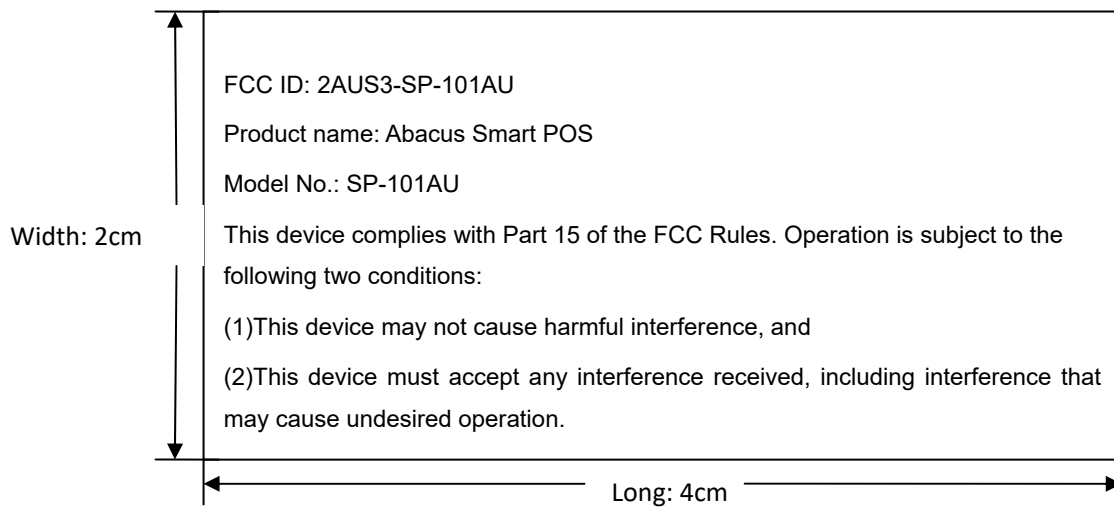 FCC ID: 2AUS3-SP-101AU
Product name: Abacus Smart POS
Model No.: SP-101AU
Width: 2cm
This device complies with Part 15 of the FCC Rules. Operation is subject to the
following two conditions:
(1)This device may not cause harmful interference, and
(2)This device must accept any interference received, including interference that
may cause undesired operation.
Long: 4cm